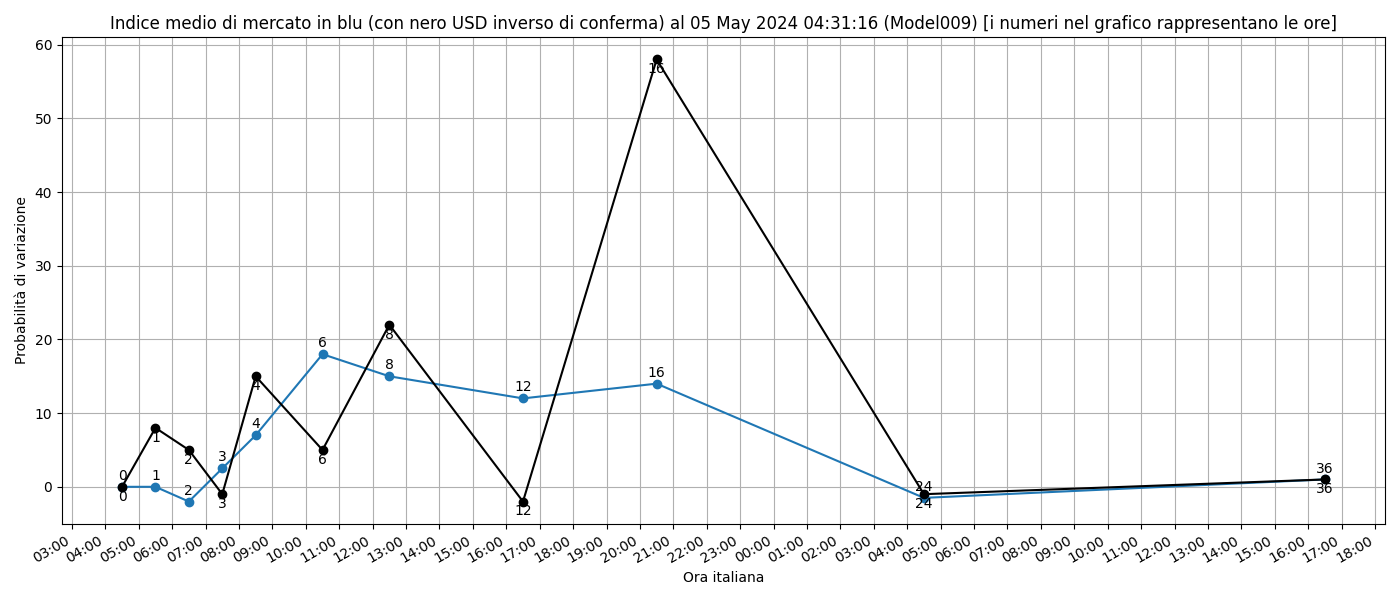 Indice medio di mercato in blu (con nero USD inverso di conferma) al 05 May 2024 04:31:16 (Model009) [i numeri nel grafico rappresentano le ore]
Probabilità di variazione
60
50
40
30
20
10
0
0 1 2 3 4 6 8 12 16 24 36
0 1 2 3 4 6 8 12 16 24 36
03:00 04:00 05:00 06:00 07:00 08:00 09:00 10:00 11:00 12:00 13:00 14:00 15:00 16:00 17:00 18:00 19:00 20:00 21:00 22:00 23:00 00:00 01:00 02:00 03:00 04:00 05:00 06:00 07:00 08:00 09:00 10:00 11:00 12:00 13:00 14:00 15:00 16:00 17:00 18:00
Ora italiana